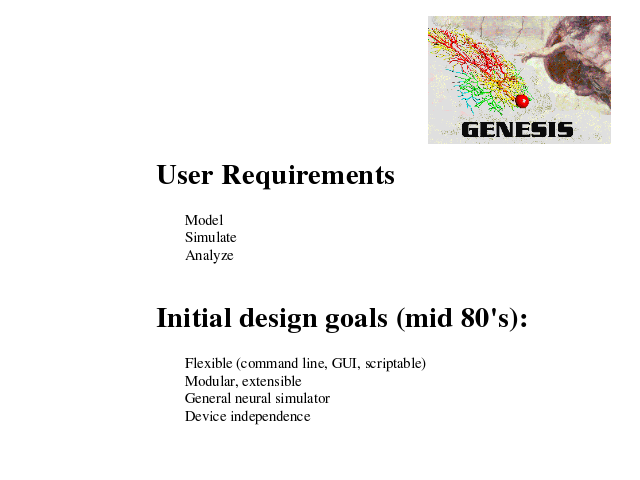 GENESIS
User Requirements
Model
Simulate
Analyze
Initial design goals (mid 80's):
Flexible (command line, GUI, scriptable)
Modular, extensible
General neural simulator
Device independence